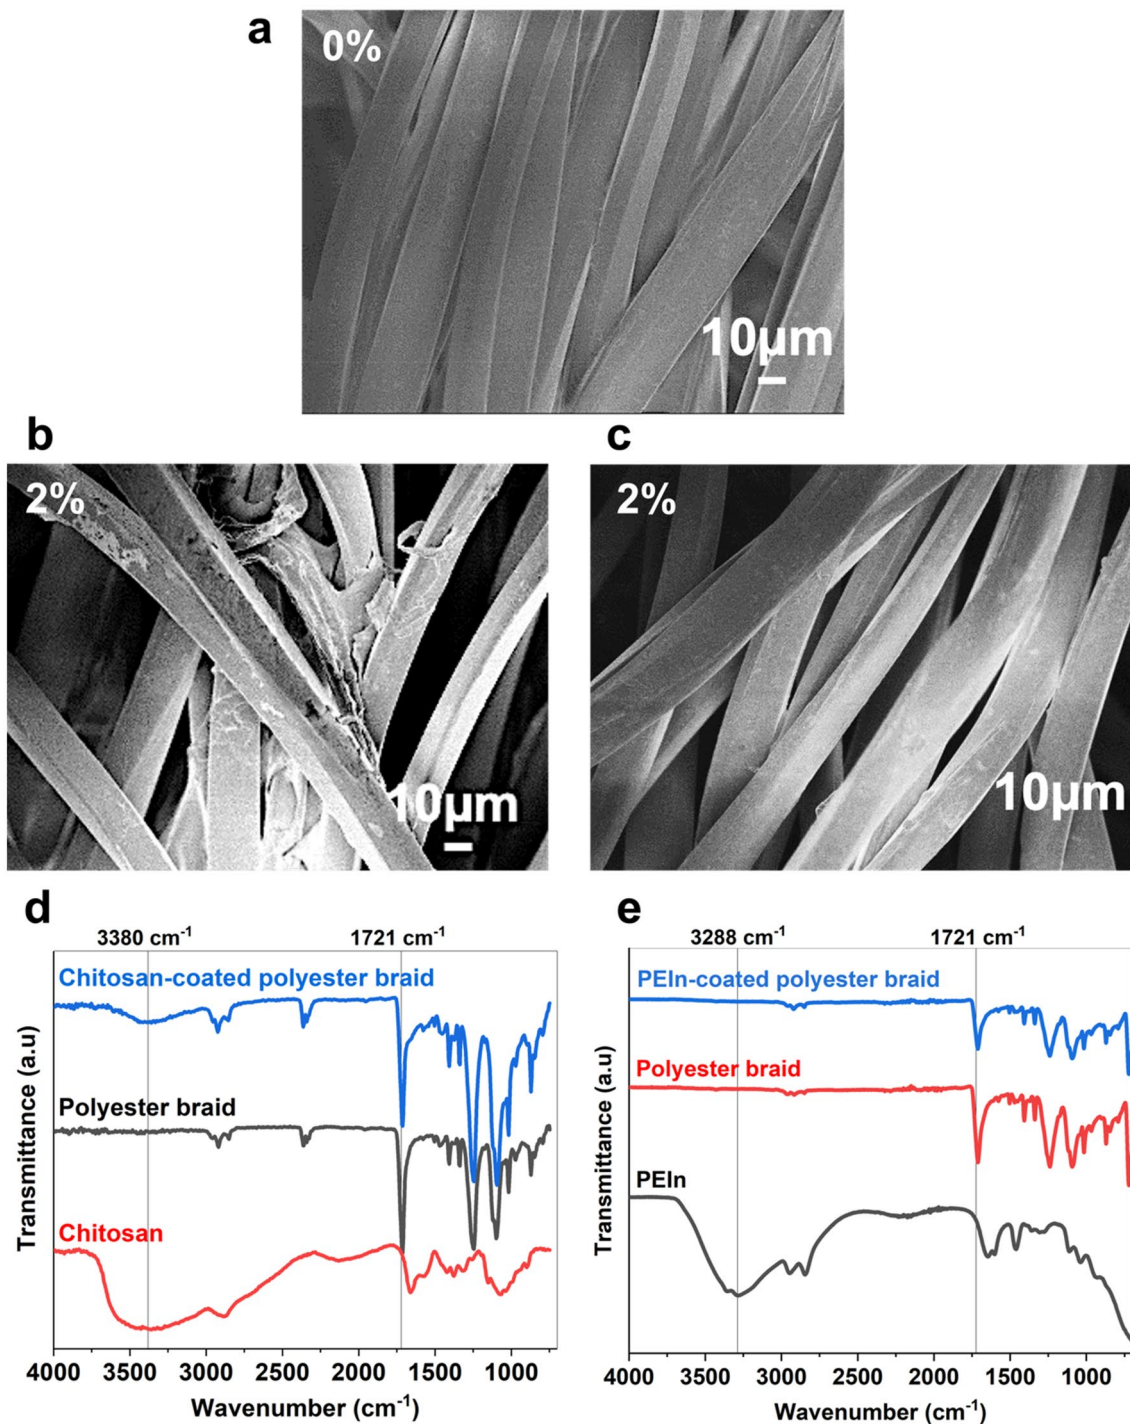 a
0%
10µm
b
2%
10µm
c
2%
10µm
d
3380 cm⁻¹
1721 cm⁻¹
Chitosan-coated polyester braid
Polyester braid
Chitosan
Transmittance (a.u)
4000 3500 3000 2500 2000 1500 1000
Wavenumber (cm⁻¹)
e
3288 cm⁻¹
1721 cm⁻¹
PEIn-coated polyester braid
Polyester braid
PEIn
Transmittance (a.u)
4000 3500 3000 2500 2000 1500 1000
Wavenumber (cm⁻¹)